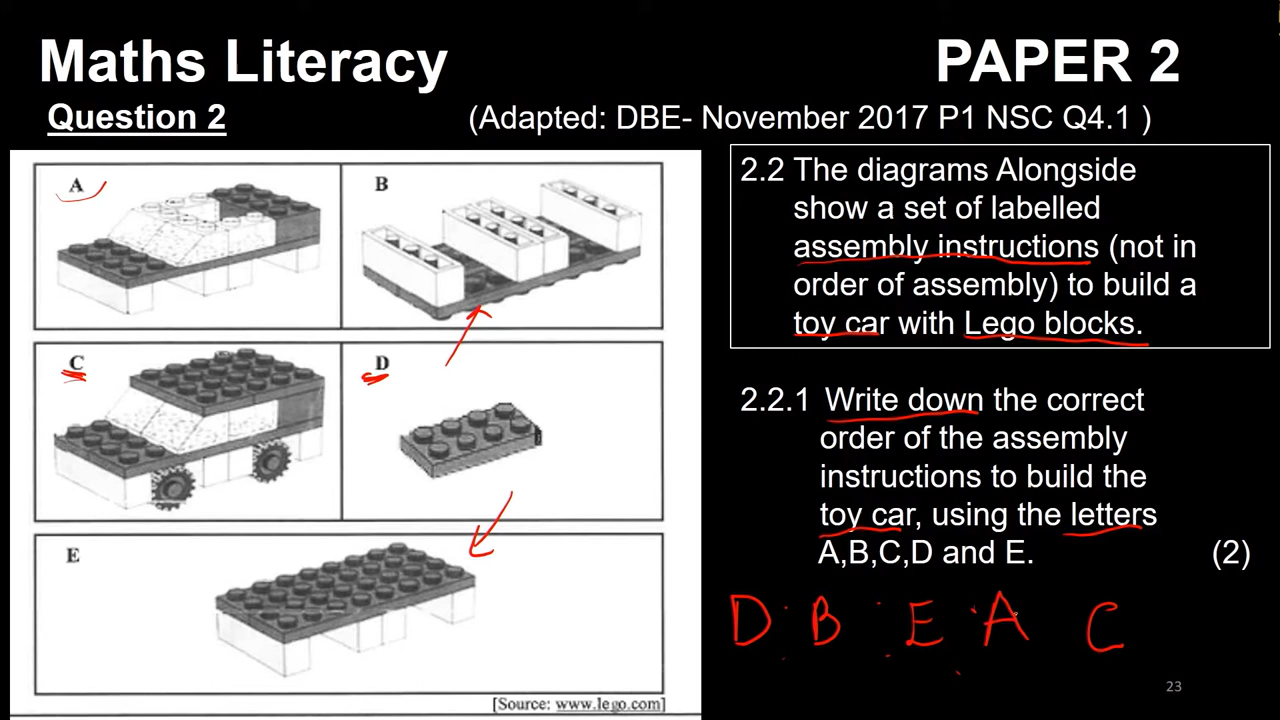 Maths Literacy
PAPER 2
Question 2
(Adapted: DBE- November 2017 P1 NSC Q4.1 )
A
B
C
D
E
[Source: www.lego.com]
2.2 The diagrams Alongside
show a set of labelled
assembly instructions (not in
order of assembly) to build a
toy car with Lego blocks.
2.2.1 Write down the correct
order of the assembly
instructions to build the
toy car, using the letters
A,B,C,D and E. (2)
D B E A C
23